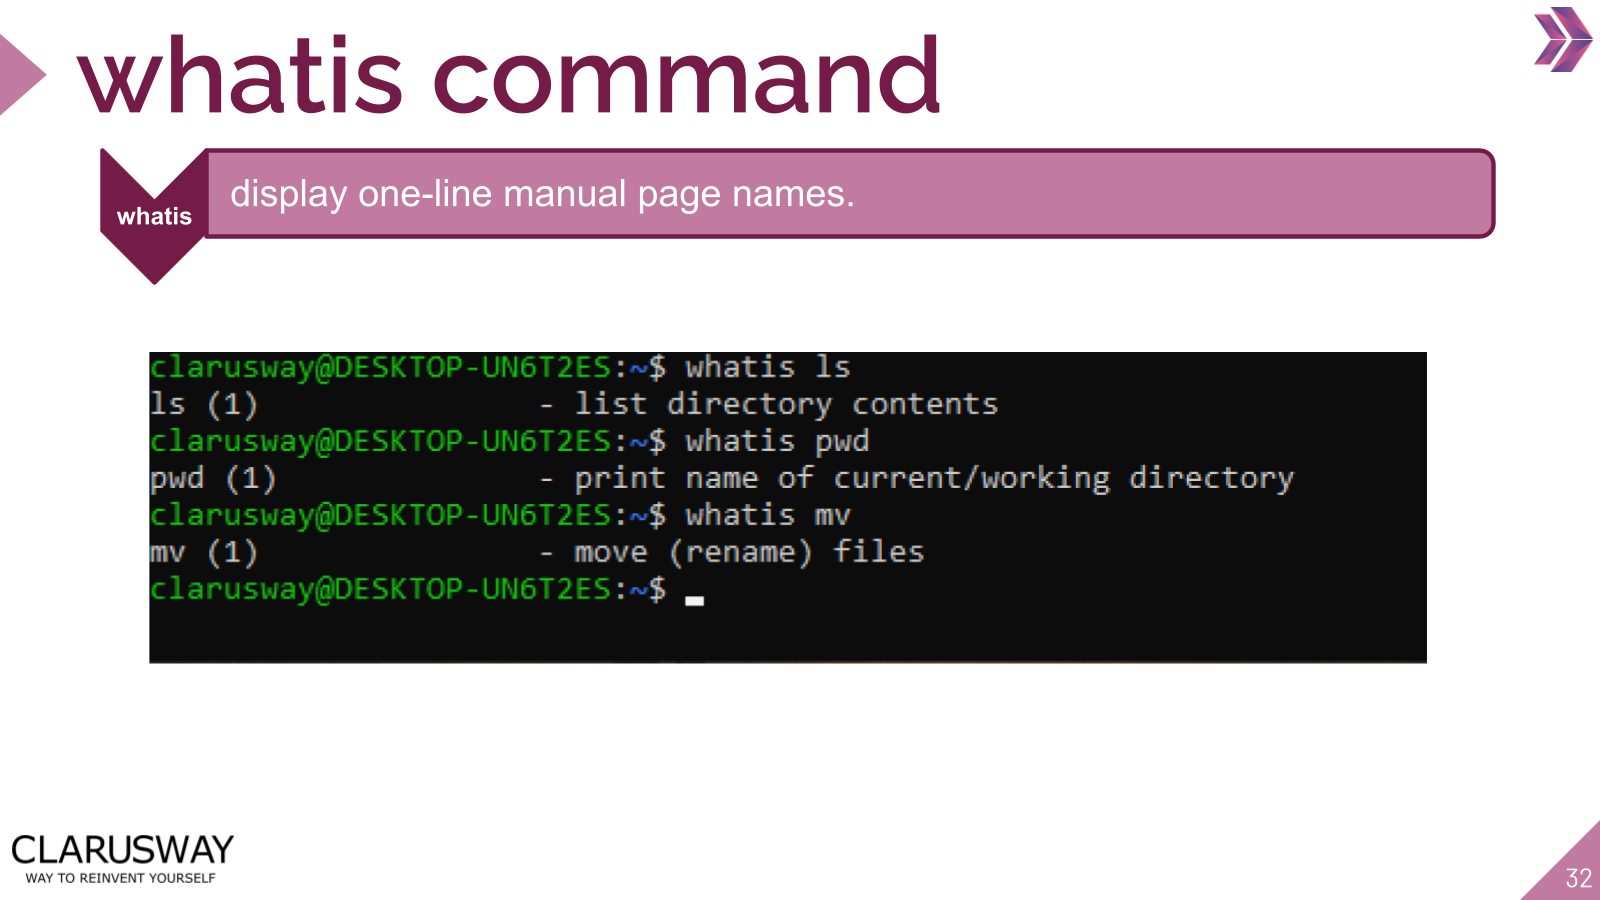 whatis command
whatis
display one-line manual page names.
clarusway@DESKTOP-UN6T2ES:~$ whatis ls
ls (1)               - list directory contents
clarusway@DESKTOP-UN6T2ES:~$ whatis pwd
pwd (1)              - print name of current/working directory
clarusway@DESKTOP-UN6T2ES:~$ whatis mv
mv (1)               - move (rename) files
clarusway@DESKTOP-UN6T2ES:~$ _
CLARUSWAY
WAY TO REINVENT YOURSELF
32